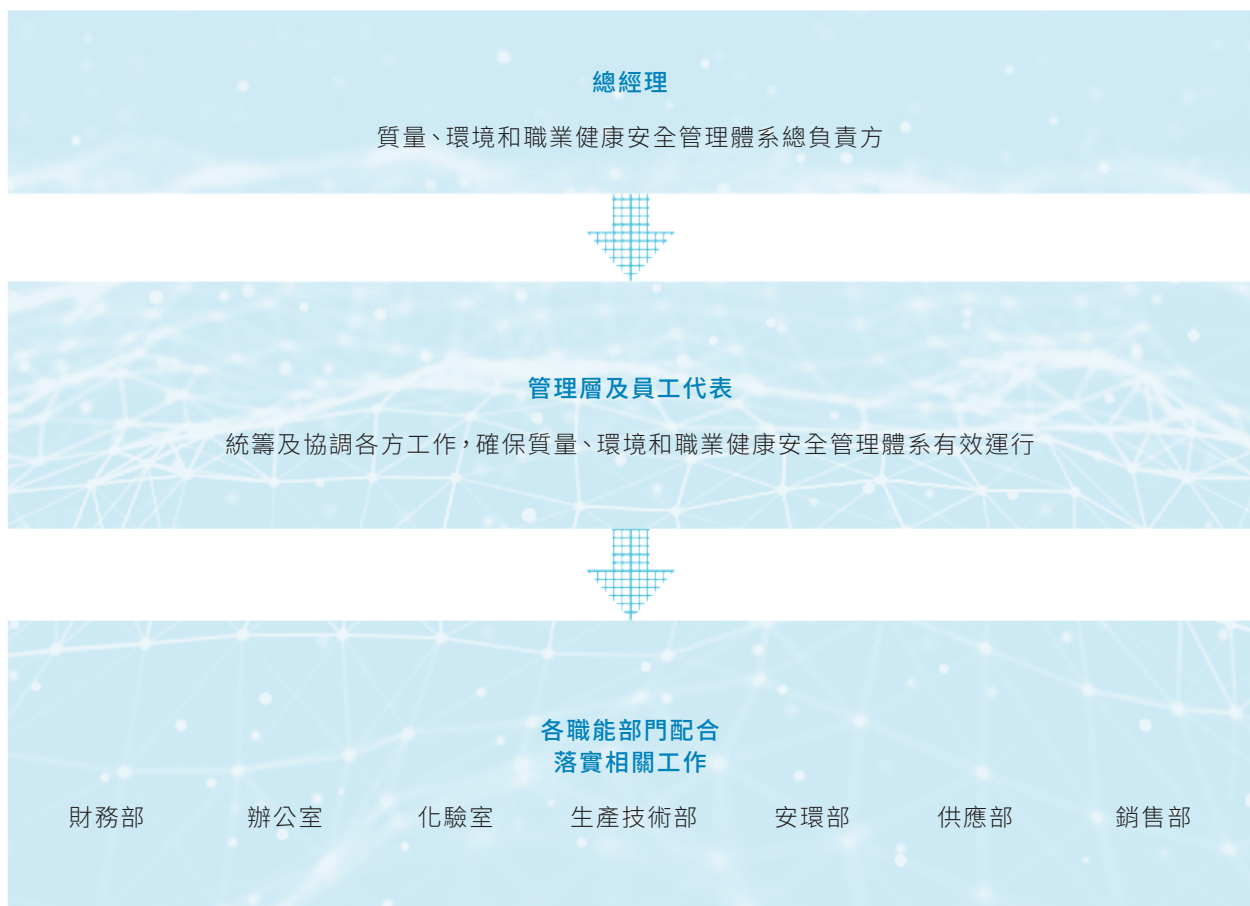 總經理
質量、環境和職業健康安全管理體系總負責方
管理層及員工代表
統籌及協調各方工作，確保質量、環境和職業健康安全管理體系有效運行
各職能部門配合
落實相關工作
財務部 辦公室 化驗室 生產技術部 安環部 供應部 銷售部